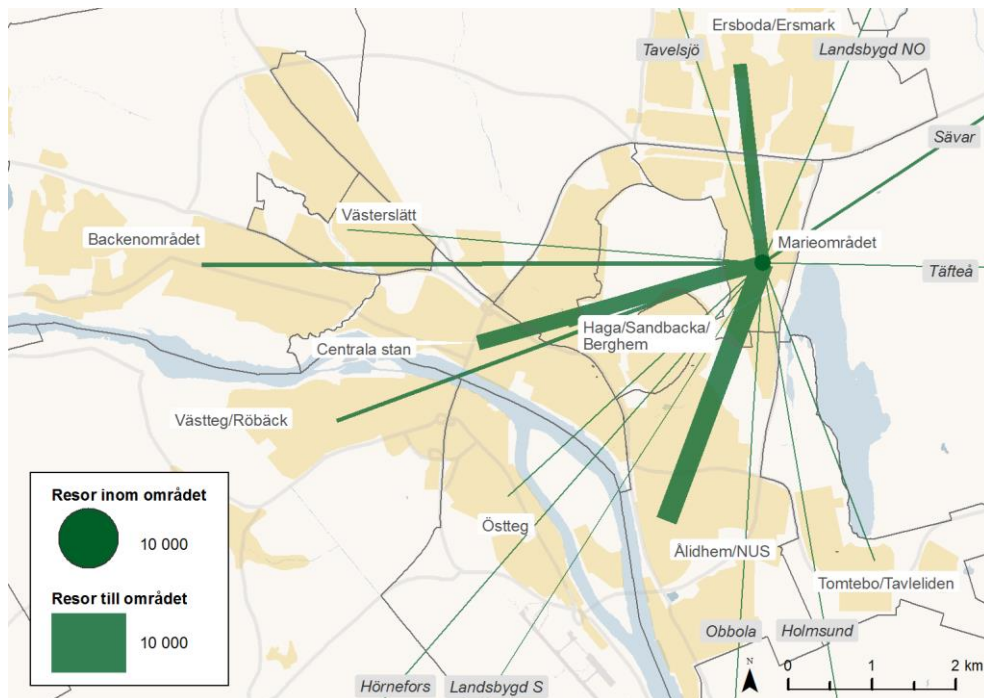 Ersboda/Ersmark
Tavelsjö
Landsbygd NO
Sävar
Västerslätt
Backenområdet
Marieområdet
Täfteå
Haga/Sandbacka/
Berghem
Centrala stan
Västteg/Röbäck
Resor inom området
10 000
Östteg
Ålidhem/NUS
Tomtebo/Tavleliden
Resor till området
10 000
Obbola
Holmsund
N
0 1 2 km
Hörnefors
Landsbygd S